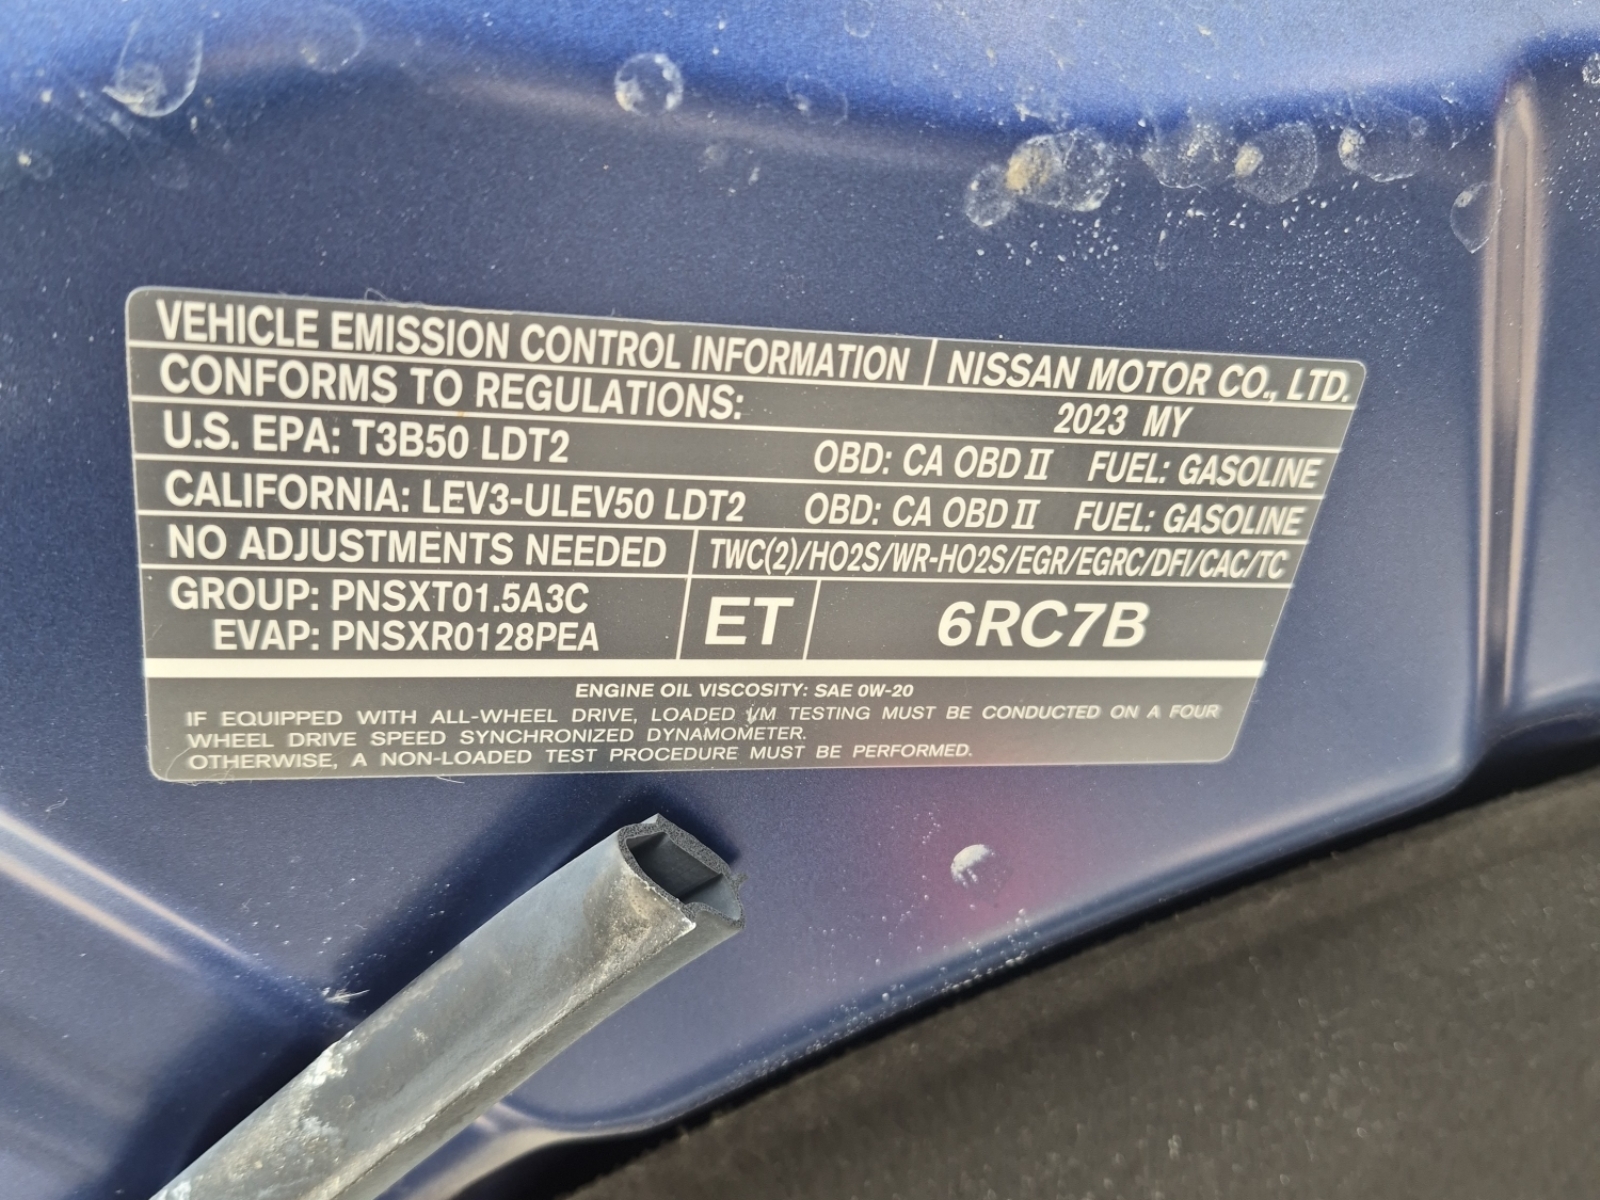 VEHICLE EMISSION CONTROL INFORMATION NISSAN MOTOR CO., LTD.
CONFORMS TO REGULATIONS: 2023 MY
U.S. EPA: T3B50 LDT2 OBD: CA OBD II FUEL: GASOLINE
CALIFORNIA: LEV3-ULEV50 LDT2 OBD: CA OBD II FUEL: GASOLINE
NO ADJUSTMENTS NEEDED TWC(2)/HO2S/WR-HO2S/EGR/EGRC/DFI/CAC/TC
GROUP: PNSXT01.5A3C
EVAP: PNSXR0128PEA
ET 6RC7B
ENGINE OIL VISCOSITY: SAE 0W-20
IF EQUIPPED WITH ALL-WHEEL DRIVE, LOADED I/M TESTING MUST BE CONDUCTED ON A FOUR
WHEEL DRIVE SPEED SYNCHRONIZED DYNAMOMETER.
OTHERWISE, A NON-LOADED TEST PROCEDURE MUST BE PERFORMED.